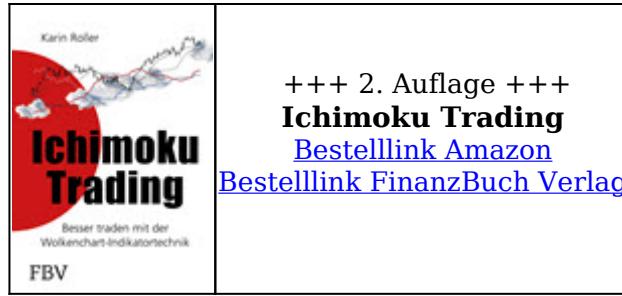 Karin Roller
Ichimoku
Trading
Besser traden mit der
Wolkenchart-Indikatortechnik
FBV
+++ 2. Auflage +++
Ichimoku Trading
Bestelllink Amazon
Bestelllink FinanzBuch Verlag